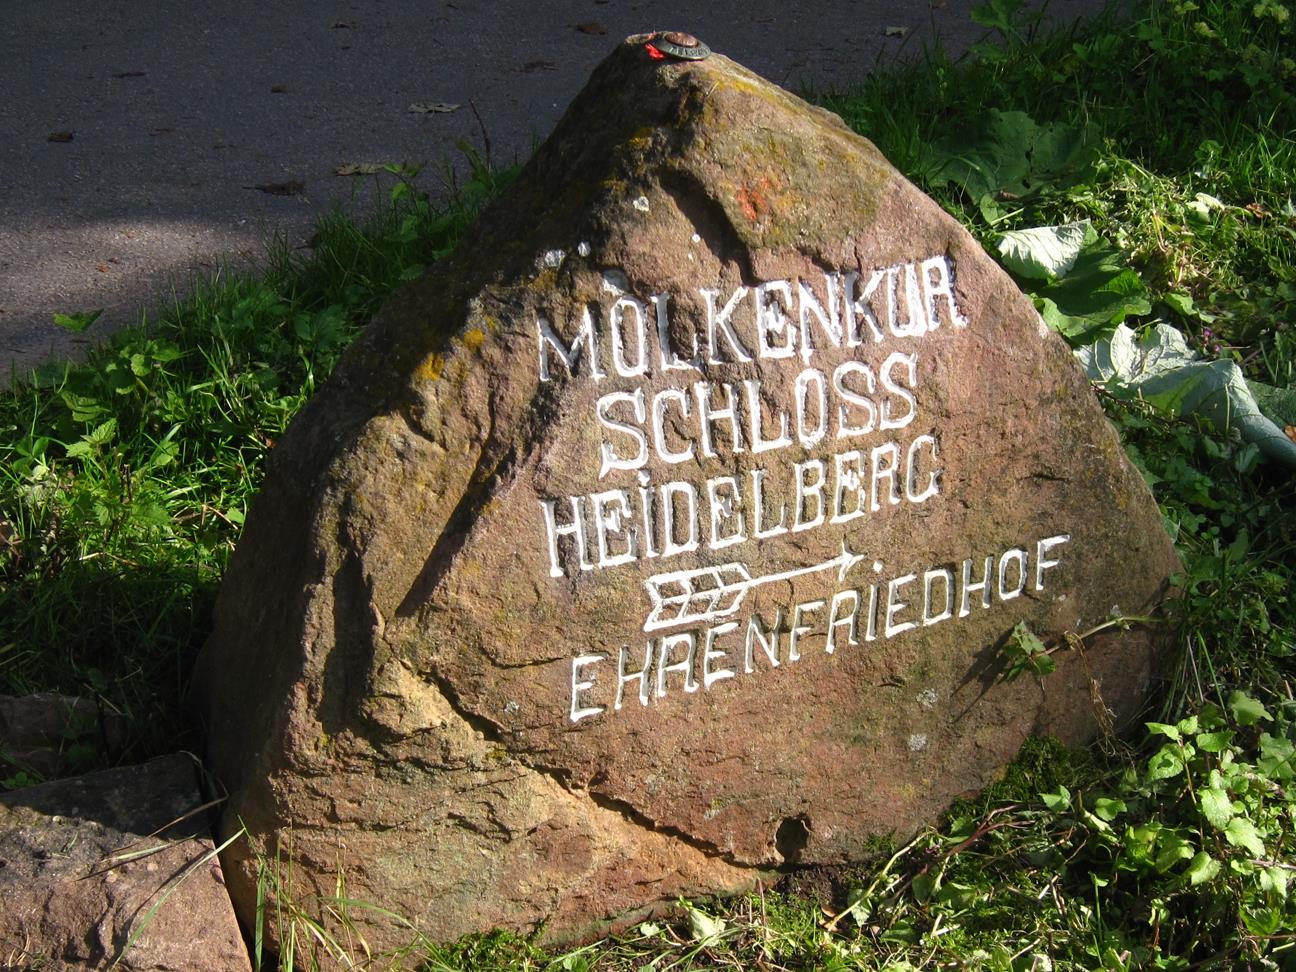 MOLKENKUR
SCHLOSS
HEIDELBERG
EHRENFRIEDHOF